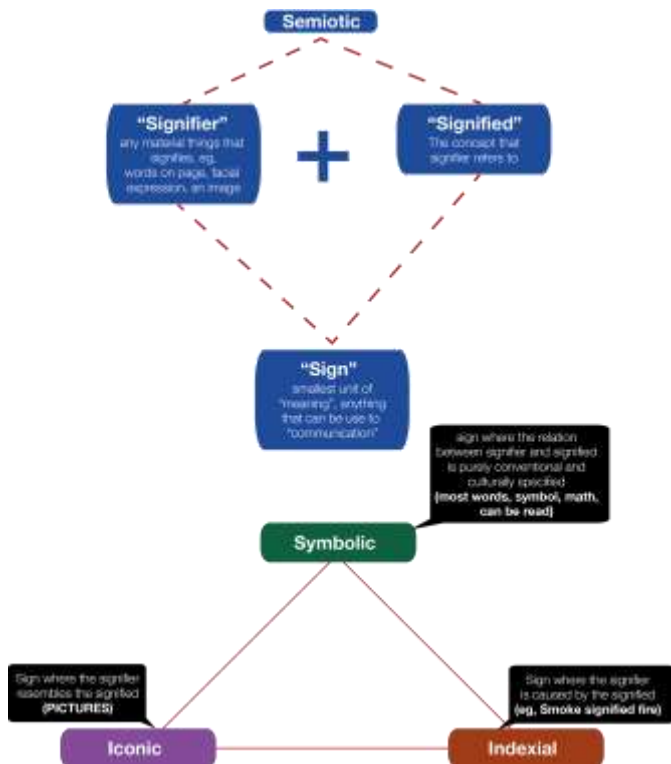 Semiotic
“Signifier”
any material things that
signifies, eg,
words on page, facial
expression, an image
“Signified”
The concept that
signifier refers to
“Sign”
smallest unit of
“meaning”, anything
that can be use to
“communication”
sign where the relation
between signifier and signified
is purely conventional and
culturally specified
(most words, symbol, math,
can be read)
Symbolic
Sign where the signifier
resembles the signified
(PICTURES)
Sign where the signifier
is caused by the signified
(eg, Smoke signified fire)
Iconic
Indexial